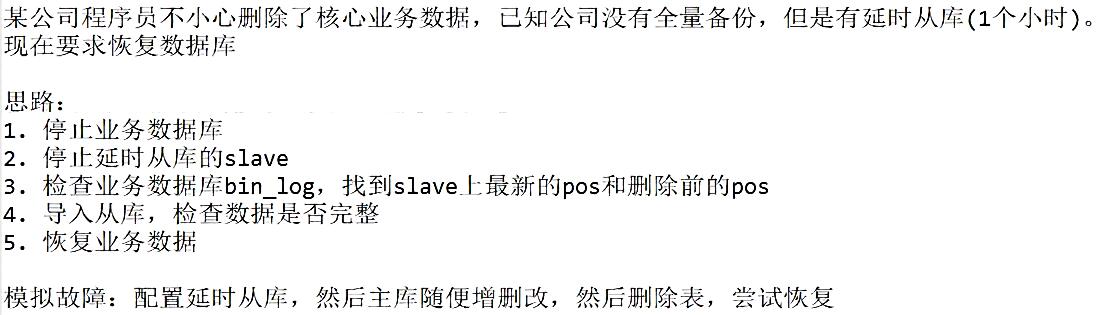 某公司程序员不小心删除了核心业务数据，已知公司没有全量备份，但是有延时从库(1个小时)。
现在要求恢复数据库
思路：
1. 停止业务数据库
2. 停止延时从库的slave
3. 检查业务数据库bin_log，找到slave上最新的pos和删除前的pos
4. 导入从库，检查数据是否完整
5. 恢复业务数据
模拟故障：配置延时从库，然后主库随便增删改，然后删除表，尝试恢复